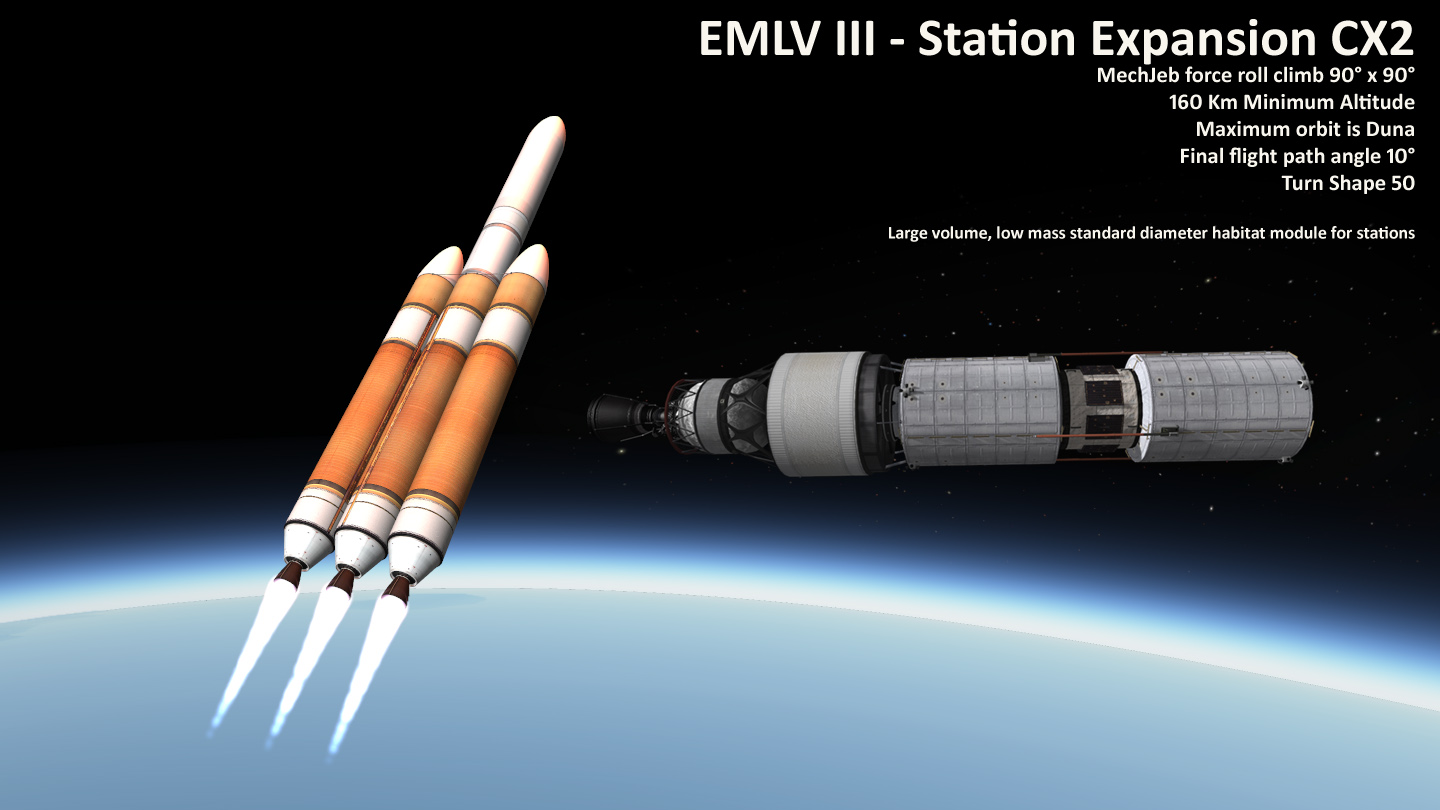 EMLV III - Station Expansion CX2
MechJeb force roll climb 90° x 90°
160 Km Minimum Altitude
Maximum orbit is Duna
Final flight path angle 10°
Turn Shape 50
Large volume, low mass standard diameter habitat module for stations